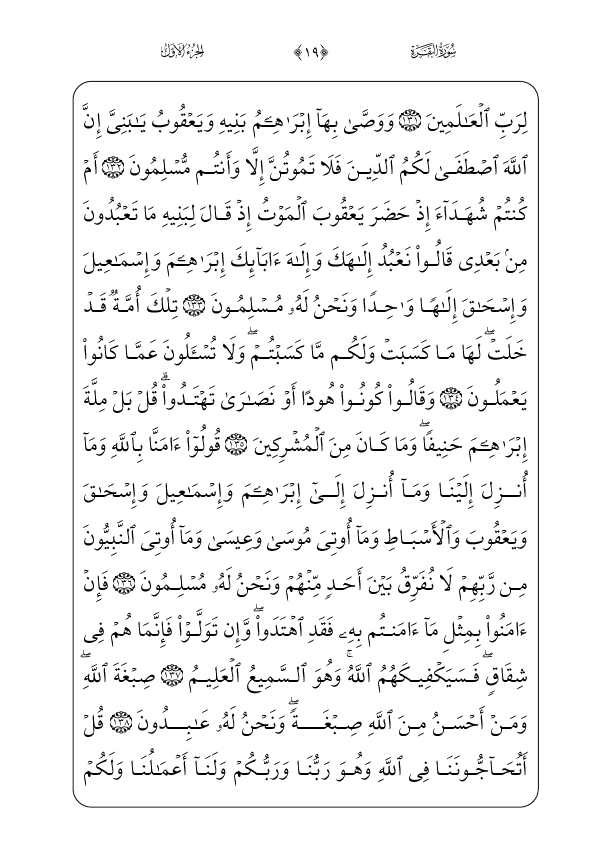 سُورَةُ البَقَرَةِ ﴿١٩﴾ الجُزْءُ الأَوَّلُ
لِرَبِّ ٱلۡعَٰلَمِينَ ١٣١ وَوَصَّىٰ بِهَآ إِبۡرَٰهِـۧمُ بَنِيهِ وَيَعۡقُوبُ يَٰبَنِيَّ إِنَّ
ٱللَّهَ ٱصۡطَفَىٰ لَكُمُ ٱلدِّينَ فَلَا تَمُوتُنَّ إِلَّا وَأَنتُم مُّسۡلِمُونَ ١٣٢ أَمۡ
كُنتُمۡ شُهَدَآءَ إِذۡ حَضَرَ يَعۡقُوبَ ٱلۡمَوۡتُ إِذۡ قَالَ لِبَنِيهِ مَا تَعۡبُدُونَ
مِنۢ بَعۡدِي قَالُواْ نَعۡبُدُ إِلَٰهَكَ وَإِلَٰهَ ءَابَآئِكَ إِبۡرَٰهِـۧمَ وَإِسۡمَٰعِيلَ
وَإِسۡحَٰقَ إِلَٰهٗا وَٰحِدٗا وَنَحۡنُ لَهُۥ مُسۡلِمُونَ ١٣٣ تِلۡكَ أُمَّةٞ قَدۡ
خَلَتۡۖ لَهَا مَا كَسَبَتۡ وَلَكُم مَّا كَسَبۡتُمۡۖ وَلَا تُسۡـَٔلُونَ عَمَّا كَانُواْ
يَعۡمَلُونَ ١٣٤ وَقَالُواْ كُونُواْ هُودًا أَوۡ نَصَٰرَىٰ تَهۡتَدُواْۗ قُلۡ بَلۡ مِلَّةَ
إِبۡرَٰهِـۧمَ حَنِيفٗاۖ وَمَا كَانَ مِنَ ٱلۡمُشۡرِكِينَ ١٣٥ قُولُوٓاْ ءَامَنَّا بِٱللَّهِ وَمَآ
أُنزِلَ إِلَيۡنَا وَمَآ أُنزِلَ إِلَىٰٓ إِبۡرَٰهِـۧمَ وَإِسۡمَٰعِيلَ وَإِسۡحَٰقَ
وَيَعۡقُوبَ وَٱلۡأَسۡبَاطِ وَمَآ أُوتِيَ مُوسَىٰ وَعِيسَىٰ وَمَآ أُوتِيَ ٱلنَّبِيُّونَ
مِن رَّبِّهِمۡ لَا نُفَرِّقُ بَيۡنَ أَحَدٖ مِّنۡهُمۡ وَنَحۡنُ لَهُۥ مُسۡلِمُونَ ١٣٦ فَإِنۡ
ءَامَنُواْ بِمِثۡلِ مَآ ءَامَنتُم بِهِۦ فَقَدِ ٱهۡتَدَواْۖ وَّإِن تَوَلَّوۡاْ فَإِنَّمَا هُمۡ فِي
شِقَاقٖۖ فَسَيَكۡفِيكَهُمُ ٱللَّهُۚ وَهُوَ ٱلسَّمِيعُ ٱلۡعَلِيمُ ١٣٧ صِبۡغَةَ ٱللَّهِۖ
وَمَنۡ أَحۡسَنُ مِنَ ٱللَّهِ صِبۡغَةٗۖ وَنَحۡنُ لَهُۥ عَٰبِدُونَ ١٣٨ قُلۡ
أَتُحَآجُّونَنَا فِي ٱللَّهِ وَهُوَ رَبُّنَا وَرَبُّكُمۡ وَلَنَآ أَعۡمَٰلُنَا وَلَكُمۡ